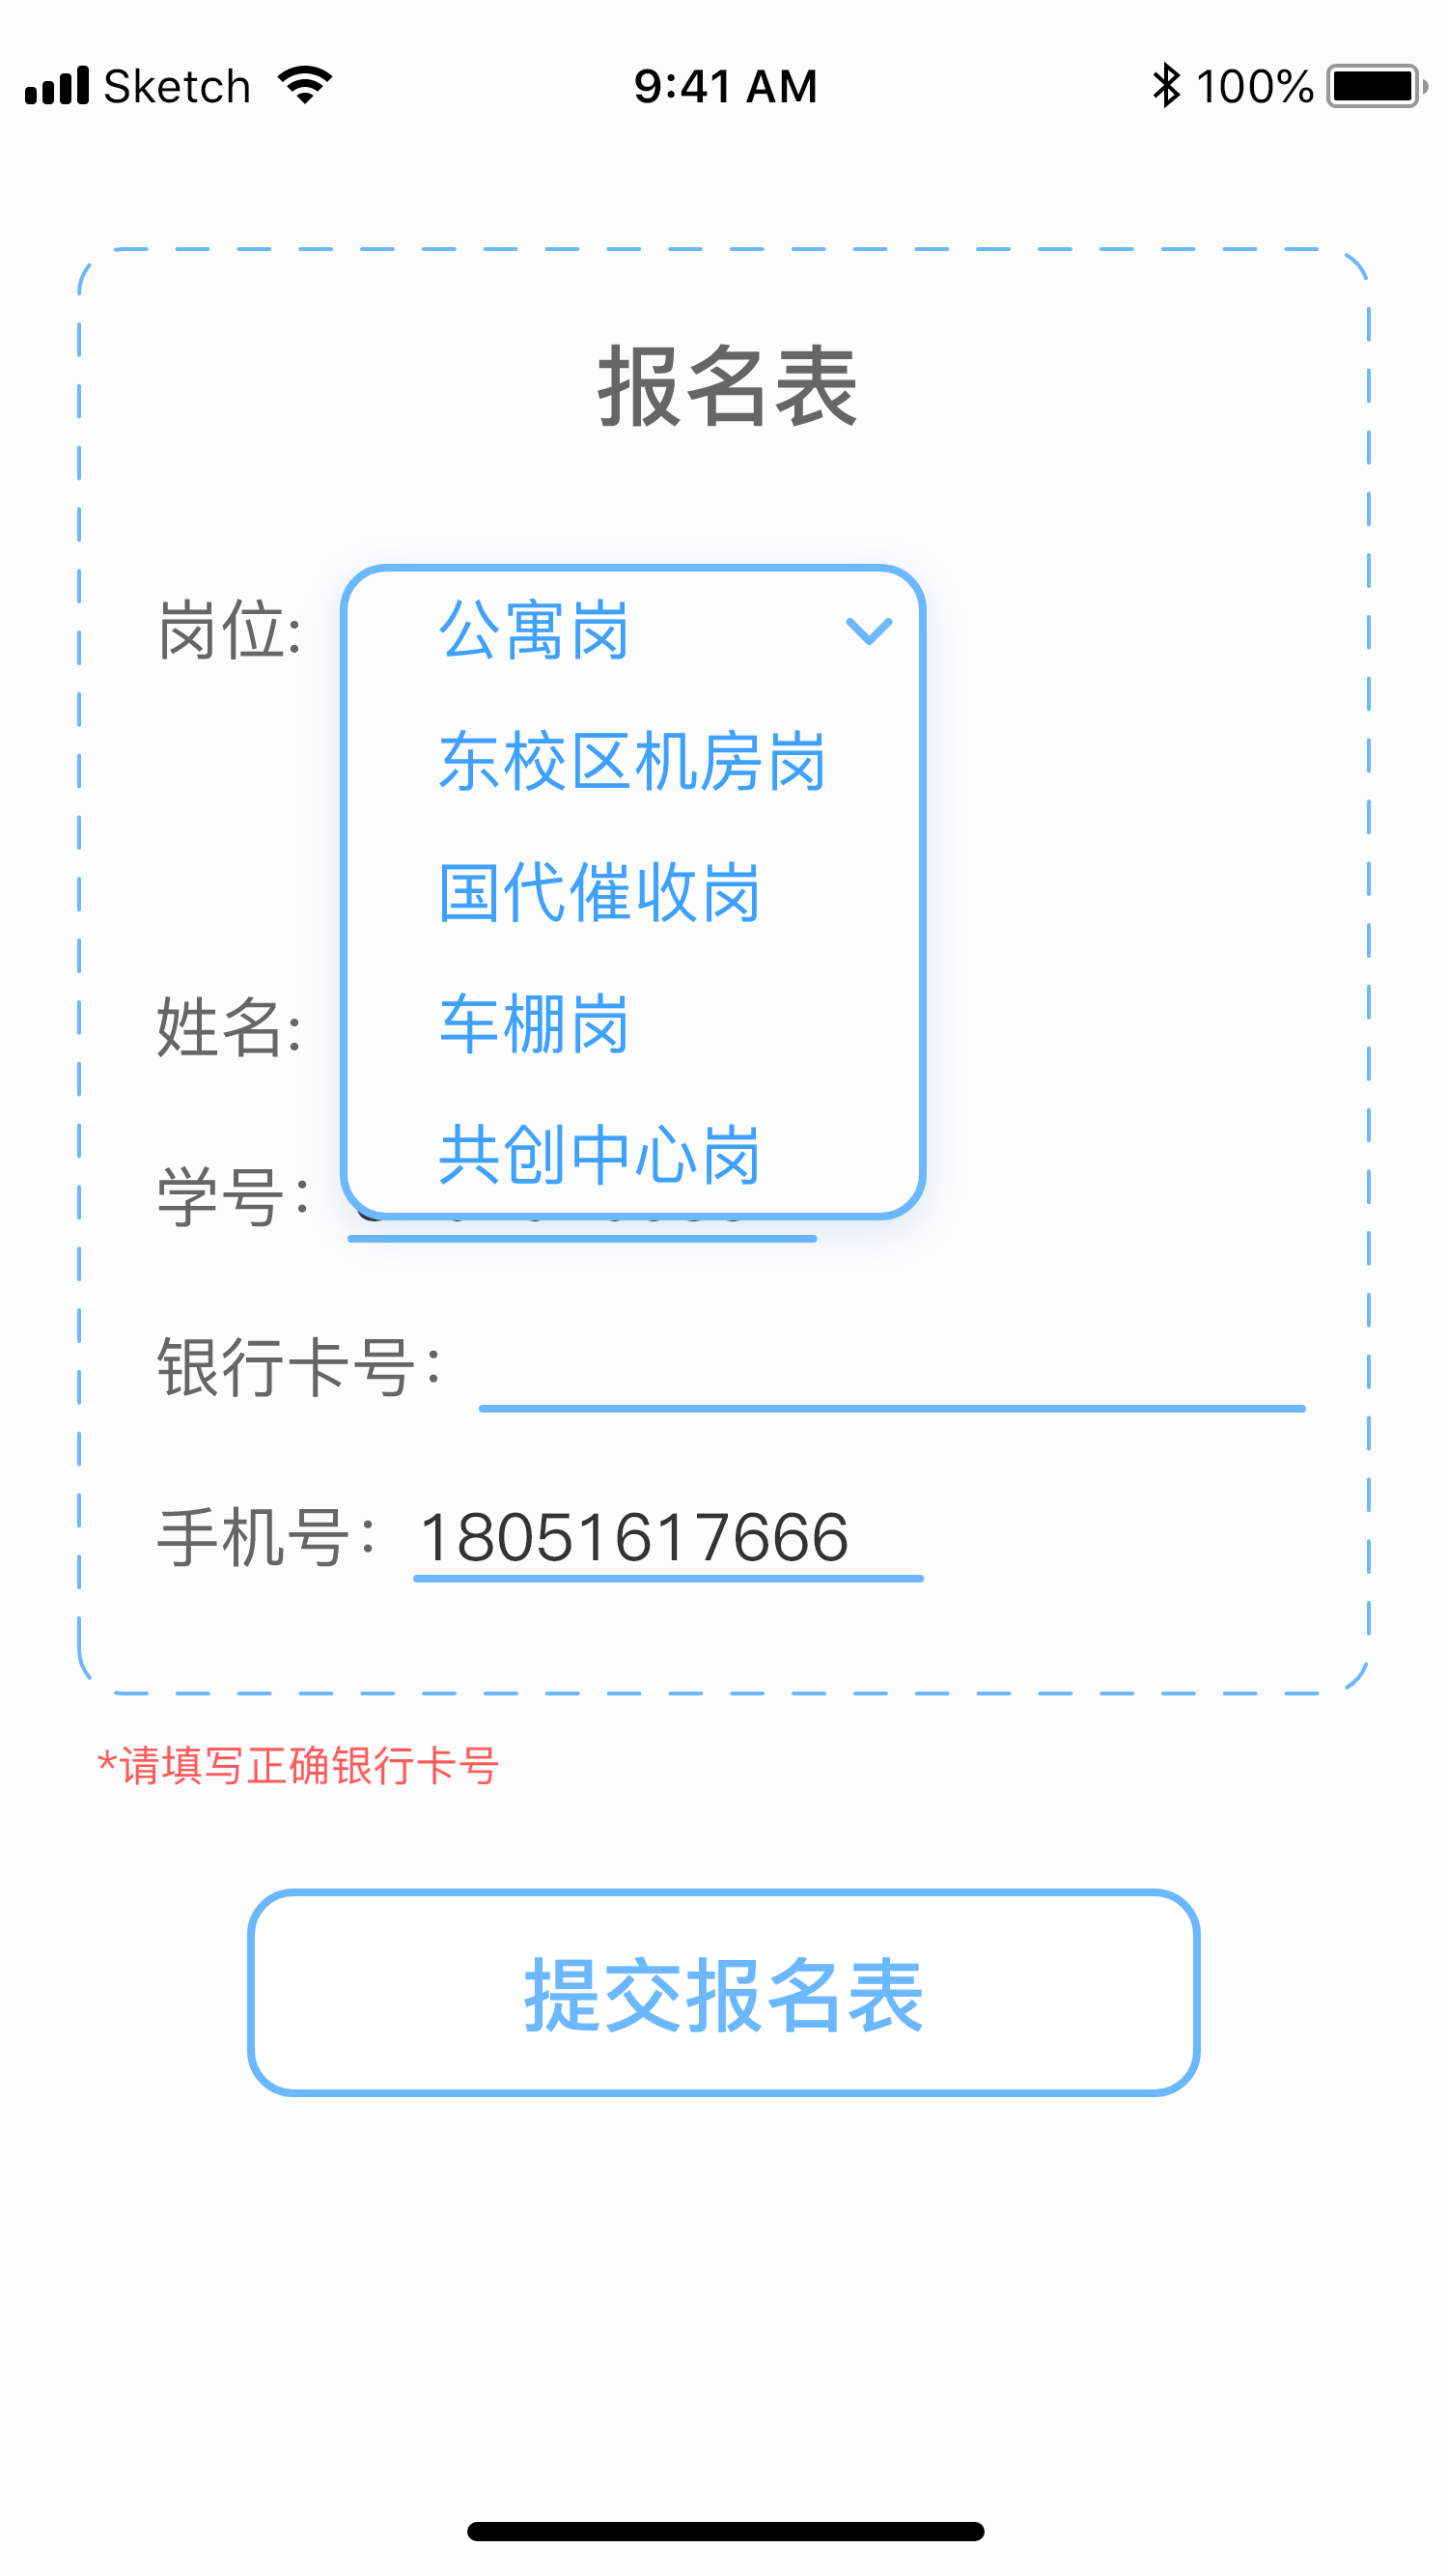 Sketch 9:41 AM 100%
报名表
岗位: 公寓岗
东校区机房岗
国代催收岗
姓名:
车棚岗
共创中心岗
学号:
银行卡号:
手机号: 18051617666
*请填写正确银行卡号
提交报名表